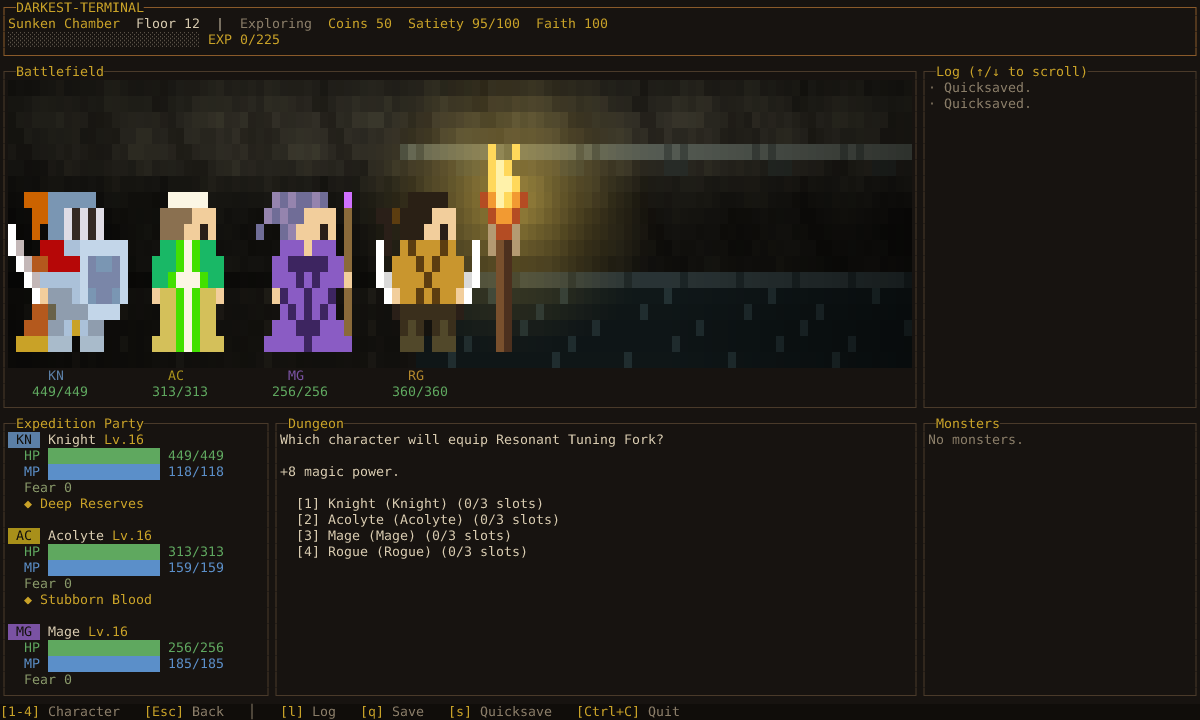 DARKEST-TERMINAL
Sunken Chamber  Floor 12  |  Exploring  Coins 50  Satiety 95/100  Faith 100
EXP 0/225
Battlefield
Log (↑/↓ to scroll)
· Quicksaved.
· Quicksaved.
KN AC MG RG
449/449 313/313 256/256 360/360
Expedition Party
KN Knight Lv.16
HP 449/449
MP 118/118
Fear 0
◆ Deep Reserves
AC Acolyte Lv.16
HP 313/313
MP 159/159
Fear 0
◆ Stubborn Blood
MG Mage Lv.16
HP 256/256
MP 185/185
Fear 0
Dungeon
Which character will equip Resonant Tuning Fork?
+8 magic power.
[1] Knight (Knight) (0/3 slots)
[2] Acolyte (Acolyte) (0/3 slots)
[3] Mage (Mage) (0/3 slots)
[4] Rogue (Rogue) (0/3 slots)
Monsters
No monsters.
[1-4] Character  [Esc] Back  |  [l] Log  [q] Save  [s] Quicksave  [Ctrl+C] Quit